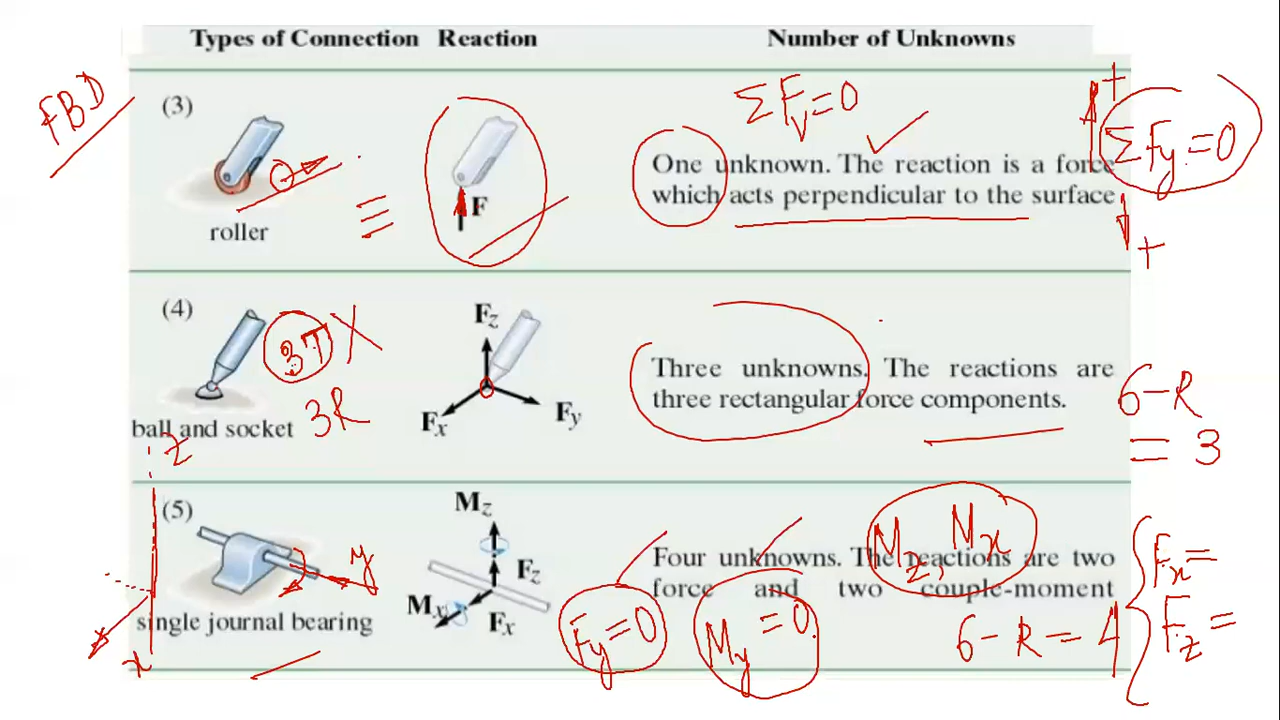 Types of Connection Reaction Number of Unknowns
FBD
(3)
ΣFy=0
+
ΣFy=0
One unknown. The reaction is a force
which acts perpendicular to the surface
≡
F
+
roller
(4)
3T X
Fz
Three unknowns. The reactions are
three rectangular force components.
6-R
= 3
Fx
Fy
ball and socket 3R
z
(5)
Mz
Mz, Mx
Four unknowns. The reactions are two
force and two couple-moment
Fx =
y
Fz
Mx
Fx
single journal bearing
Fy=0
My =0
6-R=4
Fz =
x